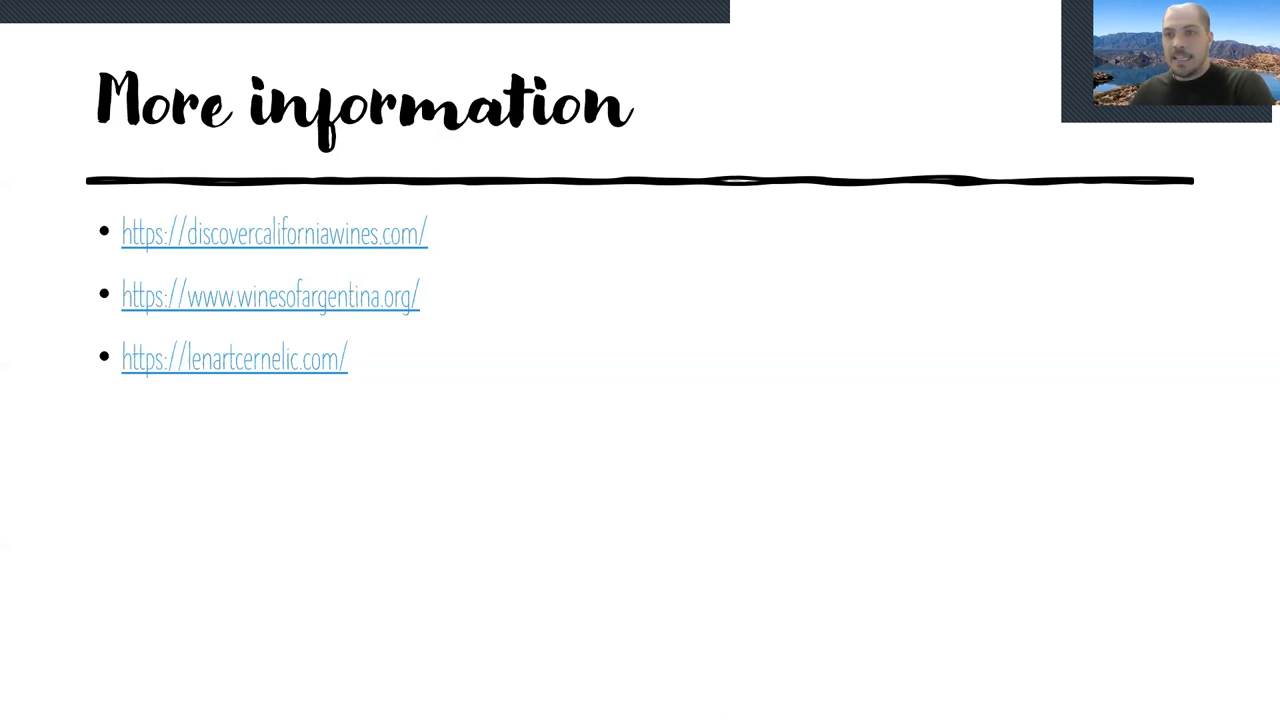 More information
https://discovercaliforniawines.com/
https://www.winesofargentina.org/
https://lenartcernelic.com/